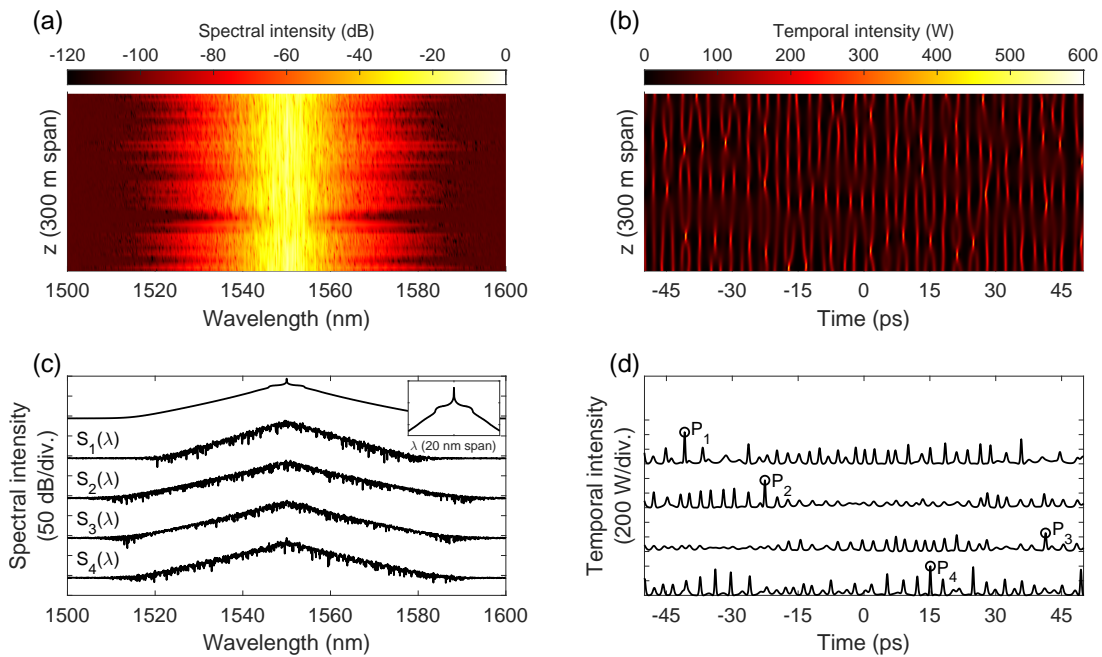 (a)
Spectral intensity (dB)
-120 -100 -80 -60 -40 -20 0
z (300 m span)
1500 1520 1540 1560 1580 1600
Wavelength (nm)
(b)
Temporal intensity (W)
0 100 200 300 400 500 600
z (300 m span)
-45 -30 -15 0 15 30 45
Time (ps)
(c)
Spectral intensity
(50 dB/div.)
λ (20 nm span)
S₁(λ)
S₂(λ)
S₃(λ)
S₄(λ)
1500 1520 1540 1560 1580 1600
Wavelength (nm)
(d)
Temporal intensity
(200 W/div.)
P₁
P₂
P₃
P₄
-45 -30 -15 0 15 30 45
Time (ps)